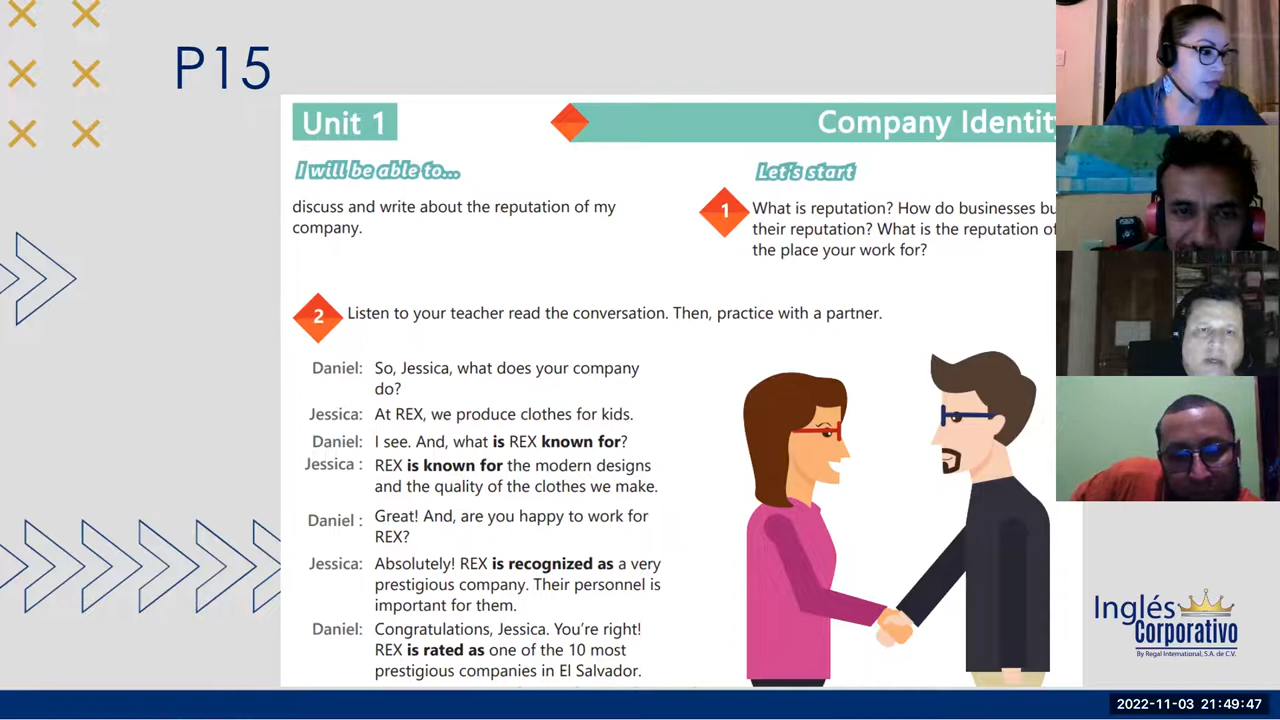 P15
Unit 1
Company Identity
I will be able to...
discuss and write about the reputation of my
company.
Let's start
1
What is reputation? How do businesses bu
their reputation? What is the reputation of
the place your work for?
2
Listen to your teacher read the conversation. Then, practice with a partner.
Daniel: So, Jessica, what does your company
do?
Jessica: At REX, we produce clothes for kids.
Daniel: I see. And, what is REX known for?
Jessica : REX is known for the modern designs
and the quality of the clothes we make.
Daniel : Great! And, are you happy to work for
REX?
Jessica: Absolutely! REX is recognized as a very
prestigious company. Their personnel is
important for them.
Daniel: Congratulations, Jessica. You're right!
REX is rated as one of the 10 most
prestigious companies in El Salvador.
Inglés
Corporativo
By Regal International, S.A. de C.V.
2022-11-03 21:49:47